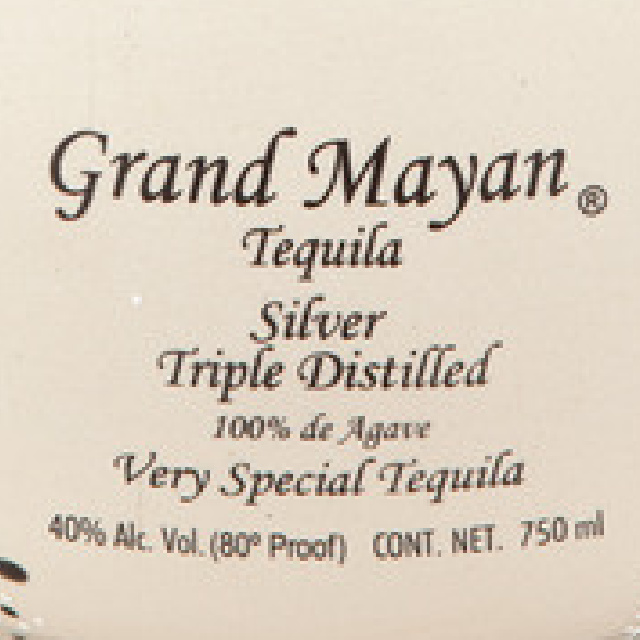 Grand Mayan®
Tequila
Silver
Triple Distilled
100% de Agave
Very Special Tequila
40% Alc. Vol. (80º Proof) CONT. NET. 750 ml